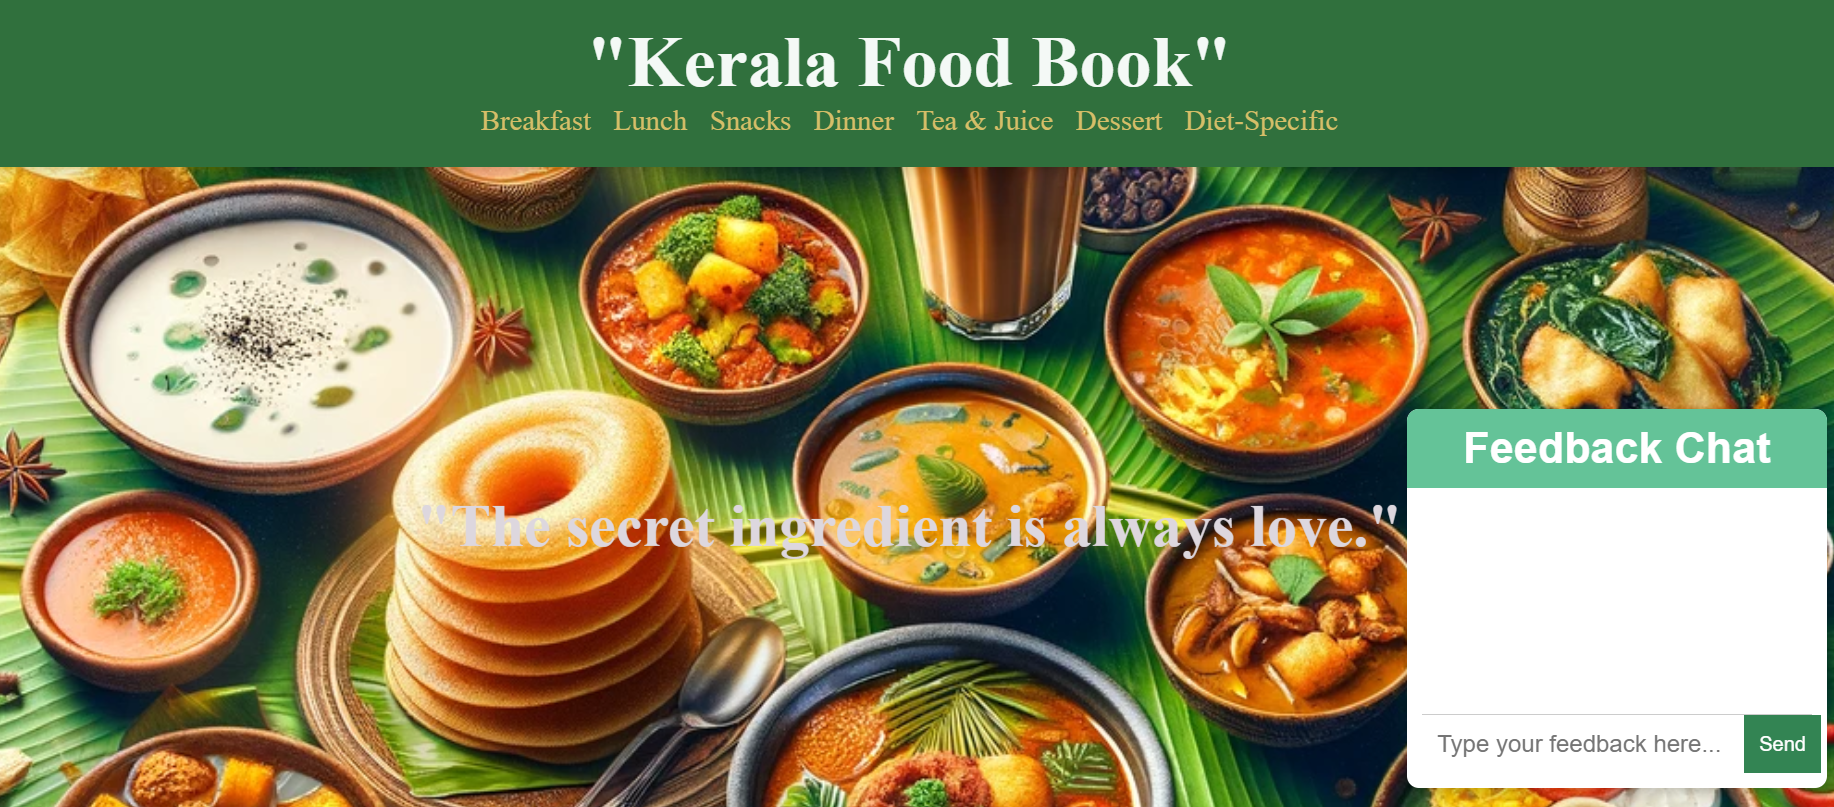 "Kerala Food Book"
Breakfast Lunch Snacks Dinner Tea & Juice Dessert Diet-Specific
"The secret ingredient is always love."
Feedback Chat
Type your feedback here...
Send